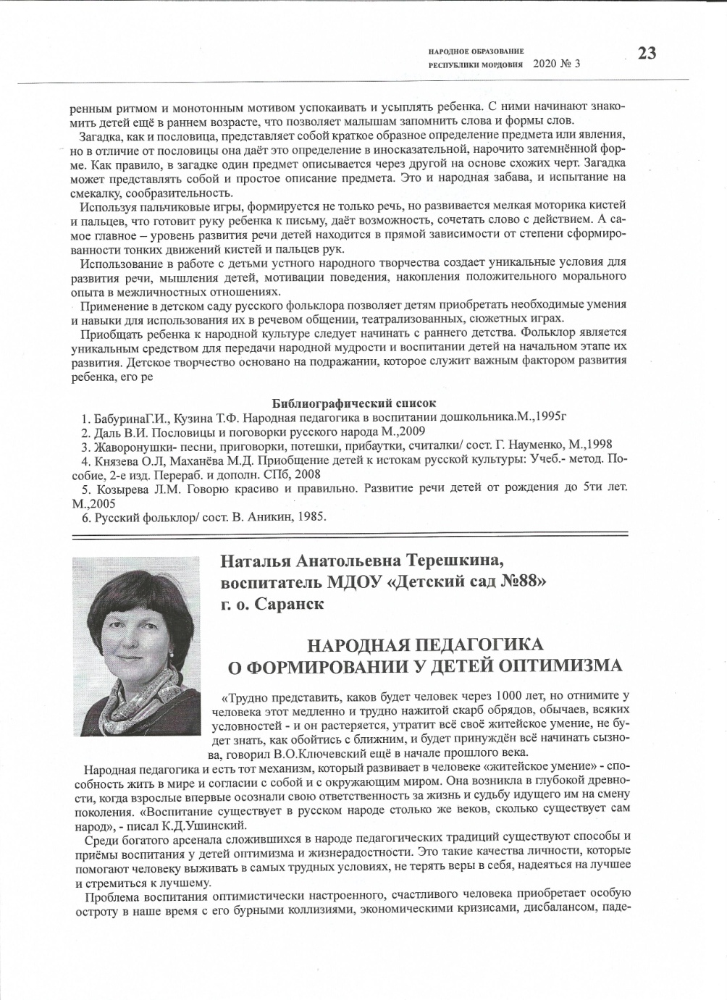 НАРОДНОЕ ОБРАЗОВАНИЕ
РЕСПУБЛИКИ МОРДОВИЯ 2020 № 3
23
ренным ритмом и монотонным мотивом успокаивать и усыплять ребенка. С ними начинают знако-
мить детей ещё в раннем возрасте, что позволяет малышам запомнить слова и формы слов.
Загадка, как и пословица, представляет собой краткое образное определение предмета или явления,
но в отличие от пословицы она даёт это определение в иносказательной, нарочито затемнённой фор-
ме. Как правило, в загадке один предмет описывается через другой на основе схожих черт. Загадка
может представлять собой и простое описание предмета. Это и народная забава, и испытание на
смекалку, сообразительность.
Используя пальчиковые игры, формируется не только речь, но развивается мелкая моторика кистей
и пальцев, что готовит руку ребенка к письму, даёт возможность, сочетать слово с действием. А са-
мое главное – уровень развития речи детей находится в прямой зависимости от степени сформиро-
ванности тонких движений кистей и пальцев рук.
Использование в работе с детьми устного народного творчества создает уникальные условия для
развития речи, мышления детей, мотивации поведения, накопления положительного морального
опыта в межличностных отношениях.
Применение в детском саду русского фольклора позволяет детям приобретать необходимые умения
и навыки для использования их в речевом общении, театрализованных, сюжетных играх.
Приобщать ребенка к народной культуре следует начинать с раннего детства. Фольклор является
уникальным средством для передачи народной мудрости и воспитании детей на начальном этапе их
развития. Детское творчество основано на подражании, которое служит важным фактором развития
ребенка, его ре
Библиографический список
1. БабуринаГ.И., Кузина Т.Ф. Народная педагогика в воспитании дошкольника.М.,1995г
2. Даль В.И. Пословицы и поговорки русского народа М.,2009
3. Жаворонушки- песни, приговорки, потешки, прибаутки, считалки/ сост. Г. Науменко, М.,1998
4. Князева О.Л, Маханёва М.Д. Приобщение детей к истокам русской культуры: Учеб.- метод. По-
собие, 2-е изд. Перераб. и дополн. СПб, 2008
5. Козырева Л.М. Говорю красиво и правильно. Развитие речи детей от рождения до 5ти лет.
М.,2005
6. Русский фольклор/ сост. В. Аникин, 1985.
Наталья Анатольевна Терешкина,
воспитатель МДОУ «Детский сад №88»
г. о. Саранск
НАРОДНАЯ ПЕДАГОГИКА
О ФОРМИРОВАНИИ У ДЕТЕЙ ОПТИМИЗМА
«Трудно представить, каков будет человек через 1000 лет, но отнимите у
человека этот медленно и трудно нажитой скарб обрядов, обычаев, всяких
условностей - и он растеряется, утратит всё своё житейское умение, не бу-
дет знать, как обойтись с ближним, и будет принуждён всё начинать сызно-
ва, говорил В.О.Ключевский ещё в начале прошлого века.
Народная педагогика и есть тот механизм, который развивает в человеке «житейское умение» - спо-
собность жить в мире и согласии с собой и с окружающим миром. Она возникла в глубокой древно-
сти, когда взрослые впервые осознали свою ответственность за жизнь и судьбу идущего им на смену
поколения. «Воспитание существует в русском народе столько же веков, сколько существует сам
народ», - писал К.Д.Ушинский.
Среди богатого арсенала сложившихся в народе педагогических традиций существуют способы и
приёмы воспитания у детей оптимизма и жизнерадостности. Это такие качества личности, которые
помогают человеку выживать в самых трудных условиях, не терять веры в себя, надеяться на лучшее
и стремиться к лучшему.
Проблема воспитания оптимистически настроенного, счастливого человека приобретает особую
остроту в наше время с его бурными коллизиями, экономическими кризисами, дисбалансом, паде-